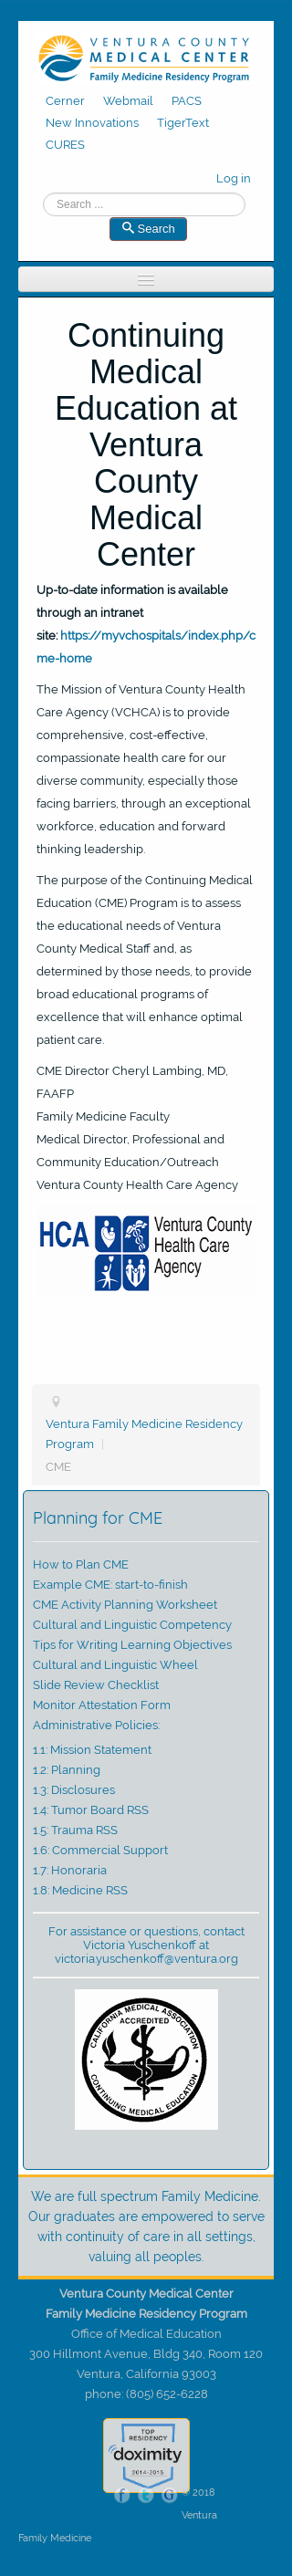 VENTURA COUNTY
MEDICAL CENTER
Family Medicine Residency Program
Cerner Webmail PACS
New Innovations TigerText
CURES
Log in
Search ...
Search
Continuing
Medical
Education at
Ventura
County
Medical
Center
Up-to-date information is available
through an intranet
site: https://myvchospitals/index.php/c
me-home
The Mission of Ventura County Health
Care Agency (VCHCA) is to provide
comprehensive, cost-effective,
compassionate health care for our
diverse community, especially those
facing barriers, through an exceptional
workforce, education and forward
thinking leadership.
The purpose of the Continuing Medical
Education (CME) Program is to assess
the educational needs of Ventura
County Medical Staff and, as
determined by those needs, to provide
broad educational programs of
excellence that will enhance optimal
patient care.
CME Director Cheryl Lambing, MD,
FAAFP
Family Medicine Faculty
Medical Director, Professional and
Community Education/Outreach
Ventura County Health Care Agency
HCA Ventura County
Health Care
Agency
Ventura Family Medicine Residency
Program |
CME
Planning for CME
How to Plan CME
Example CME: start-to-finish
CME Activity Planning Worksheet
Cultural and Linguistic Competency
Tips for Writing Learning Objectives
Cultural and Linguistic Wheel
Slide Review Checklist
Monitor Attestation Form
Administrative Policies:
1.1: Mission Statement
1.2: Planning
1.3: Disclosures
1.4: Tumor Board RSS
1.5: Trauma RSS
1.6: Commercial Support
1.7: Honoraria
1.8: Medicine RSS
For assistance or questions, contact
Victoria Yuschenkoff at
victoria.yuschenkoff@ventura.org
CALIFORNIA MEDICAL ASSOCIATION
ACCREDITED
CONTINUING MEDICAL EDUCATION
We are full spectrum Family Medicine.
Our graduates are empowered to serve
with continuity of care in all settings,
valuing all peoples.
Ventura County Medical Center
Family Medicine Residency Program
Office of Medical Education
300 Hillmont Avenue, Bldg 340, Room 120
Ventura, California 93003
phone: (805) 652-6228
TOP
RESIDENCY
doximity
2014-2015
© 2018
Ventura
Family Medicine